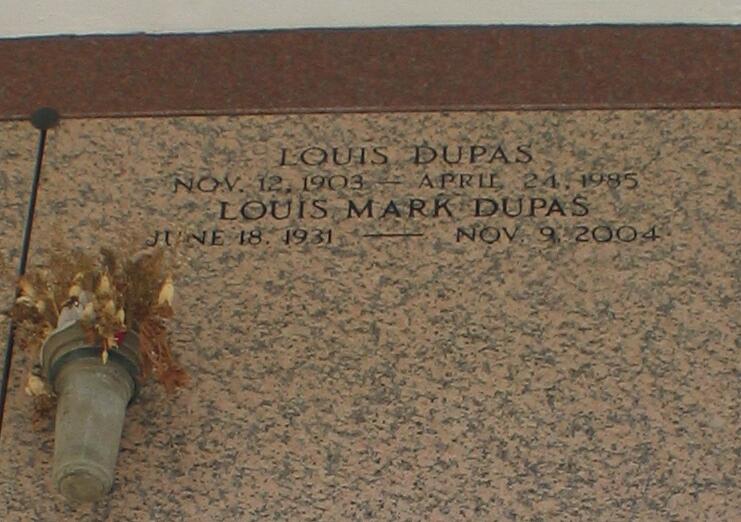 LOUIS DUPAS
NOV. 12, 1903 — APRIL 24, 1985
LOUIS MARK DUPAS
JUNE 18, 1931 — NOV. 9, 2004